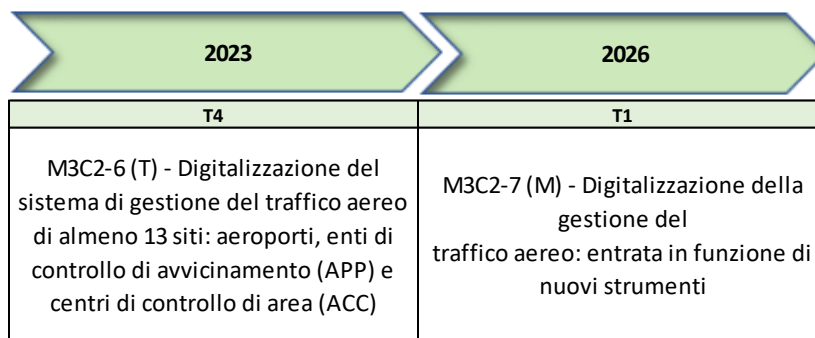 2023
2026
T4
T1
M3C2-6 (T) - Digitalizzazione del
sistema di gestione del traffico aereo
di almeno 13 siti: aeroporti, enti di
controllo di avvicinamento (APP) e
centri di controllo di area (ACC)
M3C2-7 (M) - Digitalizzazione della
gestione del
traffico aereo: entrata in funzione di
nuovi strumenti